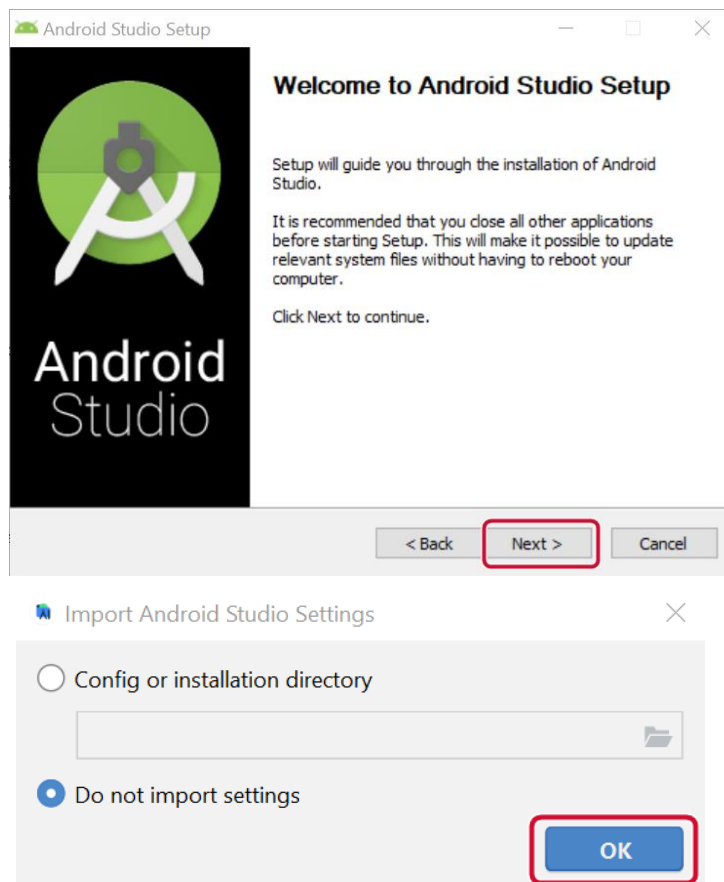 Android Studio Setup
Welcome to Android Studio Setup
Setup will guide you through the installation of Android
Studio.
It is recommended that you close all other applications
before starting Setup. This will make it possible to update
relevant system files without having to reboot your
computer.
Click Next to continue.
Android
Studio
< Back Next > Cancel
Import Android Studio Settings
Config or installation directory
Do not import settings
OK